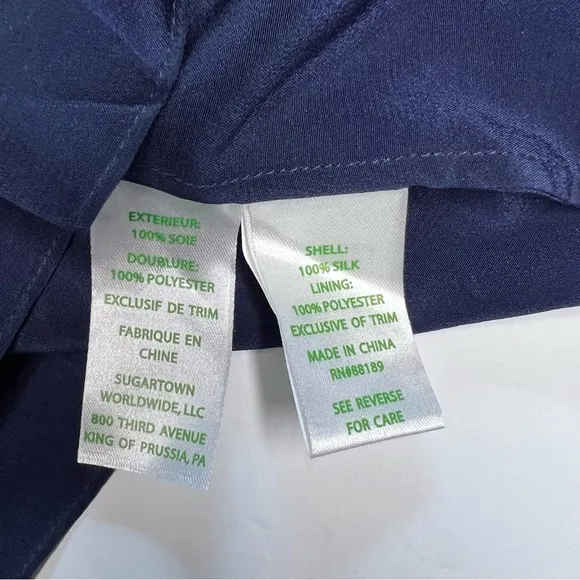 EXTERIEUR:
100% SOIE
DOUBLURE:
100% POLYESTER
EXCLUSIF DE TRIM
FABRIQUE EN
CHINE
SUGARTOWN
WORLDWIDE, LLC
800 THIRD AVENUE
KING OF PRUSSIA, PA
SHELL:
100% SILK
LINING:
100% POLYESTER
EXCLUSIVE OF TRIM
MADE IN CHINA
RN#88189
SEE REVERSE
FOR CARE